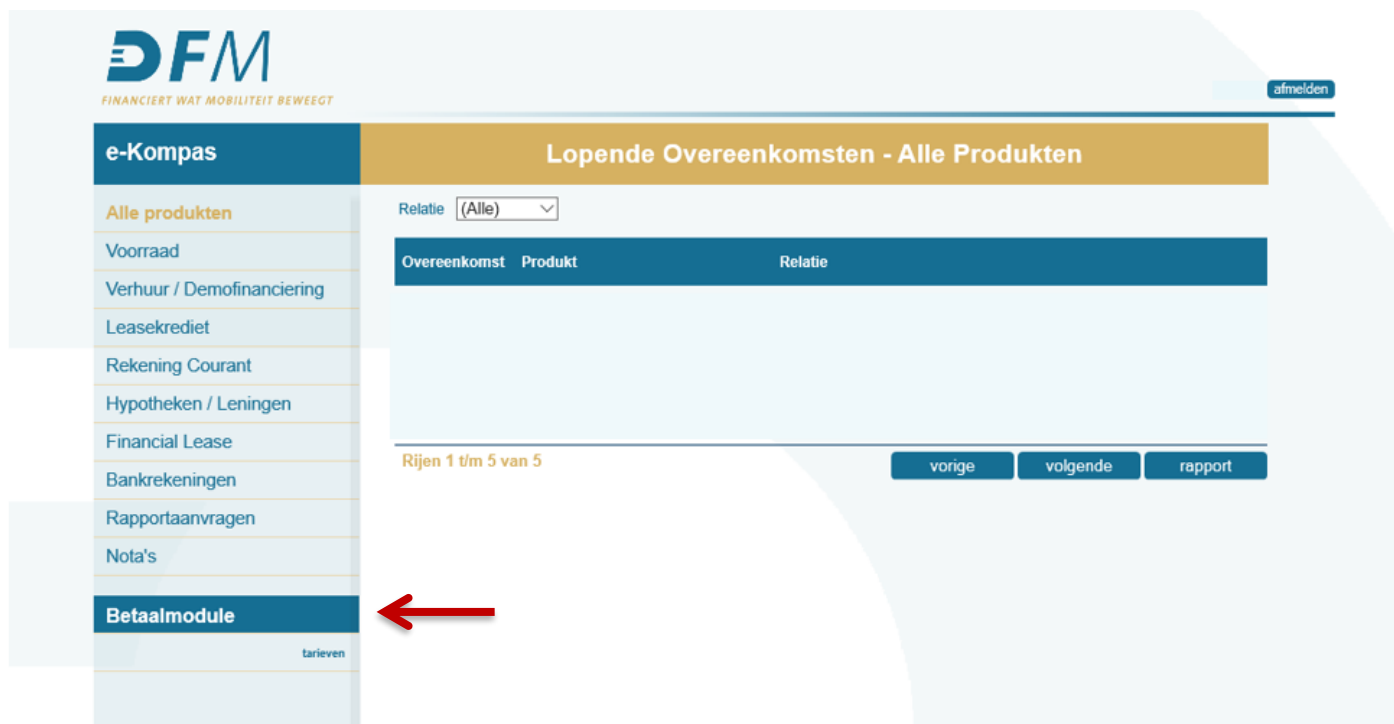 DFM
FINANCIERT WAT MOBILITEIT BEWEEGT
afmelden
e-Kompas
Lopende Overeenkomsten - Alle Produkten
Alle produkten
Voorraad
Verhuur / Demofinanciering
Leasekrediet
Rekening Courant
Hypotheken / Leningen
Financial Lease
Bankrekeningen
Rapportaanvragen
Nota's
Betaalmodule
tarieven
Relatie (Alle)
Overeenkomst Produkt Relatie
Rijen 1 t/m 5 van 5
vorige volgende rapport